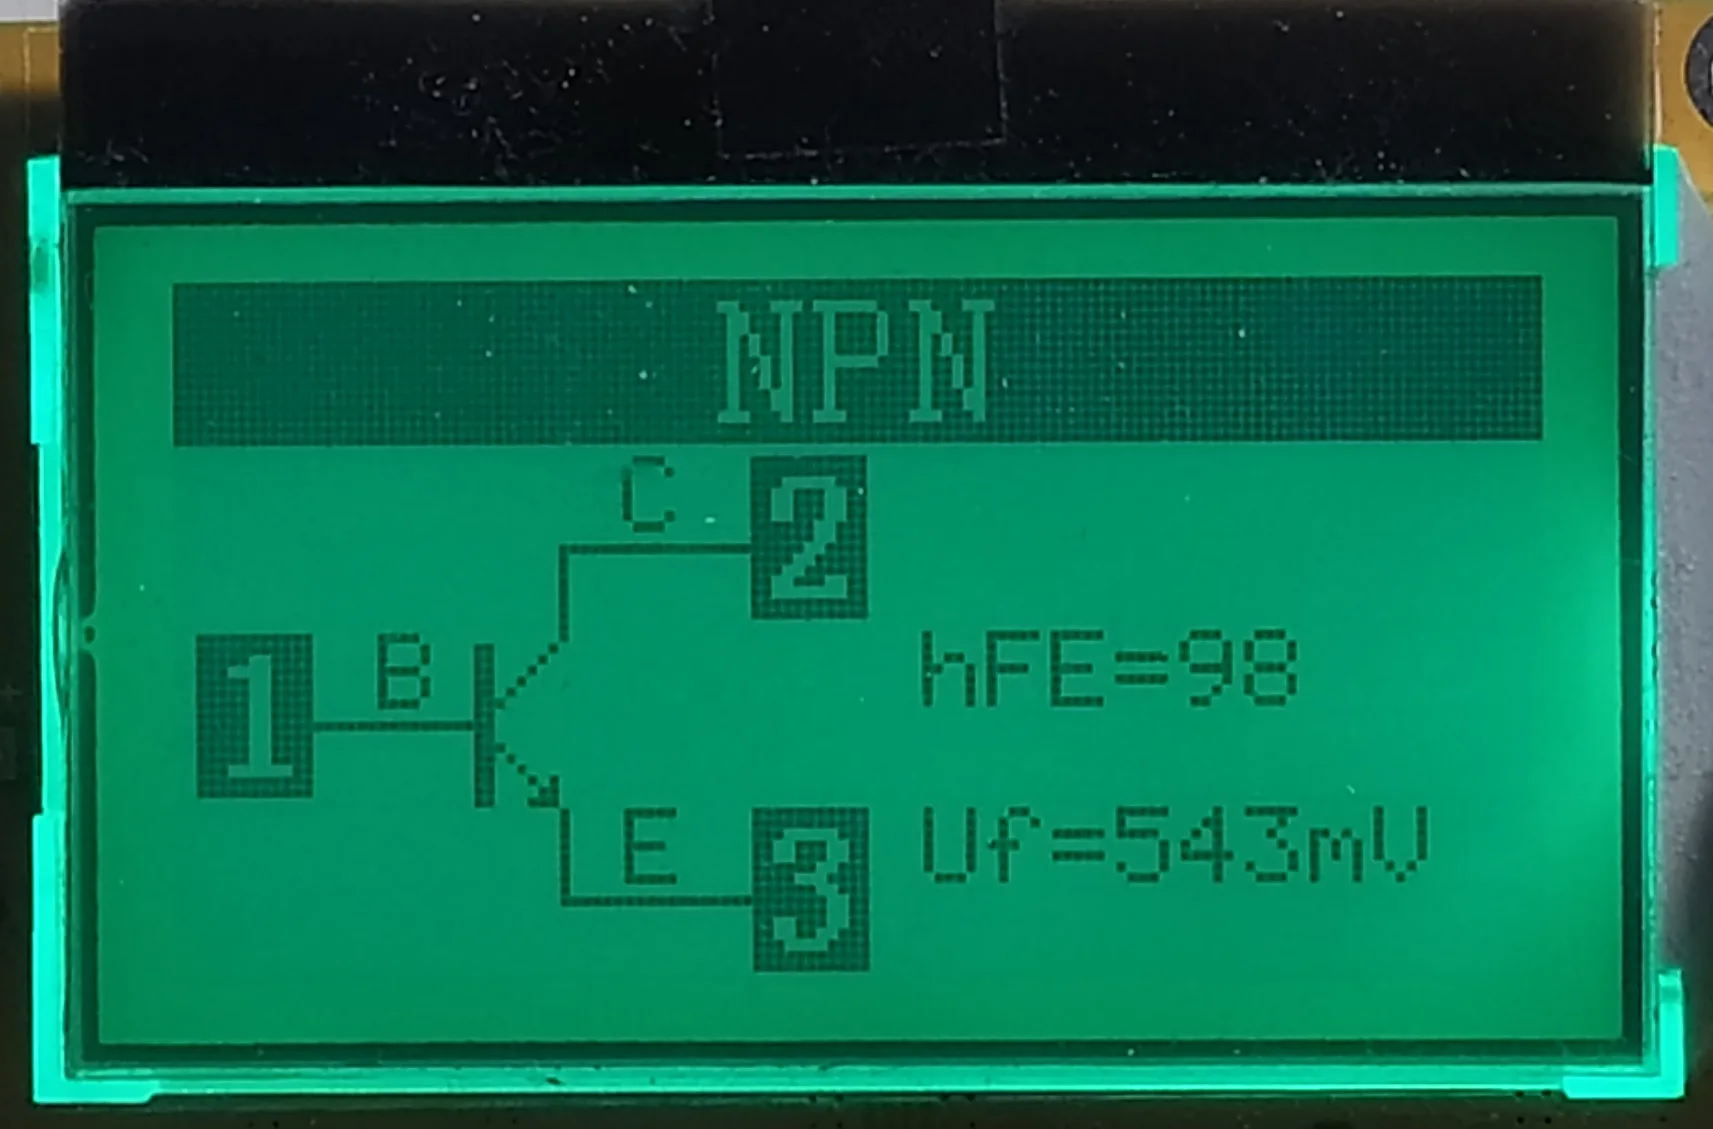 NPN
C 2
1 B
hFE=98
E 3
Uf=543mV